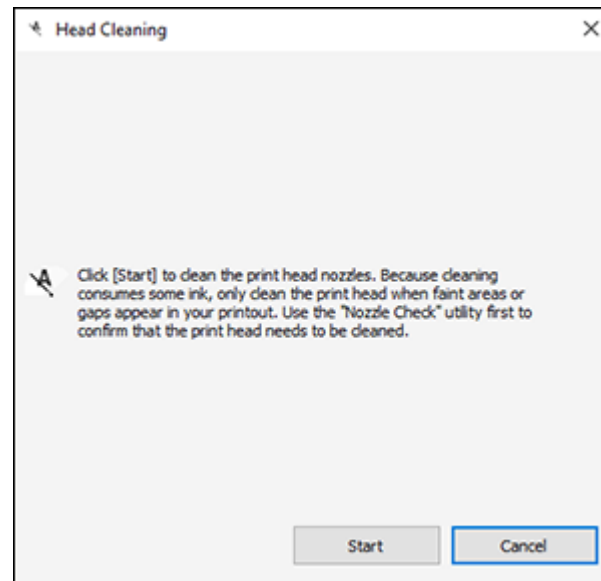 Head Cleaning
Click [Start] to clean the print head nozzles. Because cleaning
consumes some ink, only clean the print head when faint areas or
gaps appear in your printout. Use the "Nozzle Check" utility first to
confirm that the print head needs to be cleaned.
Start
Cancel